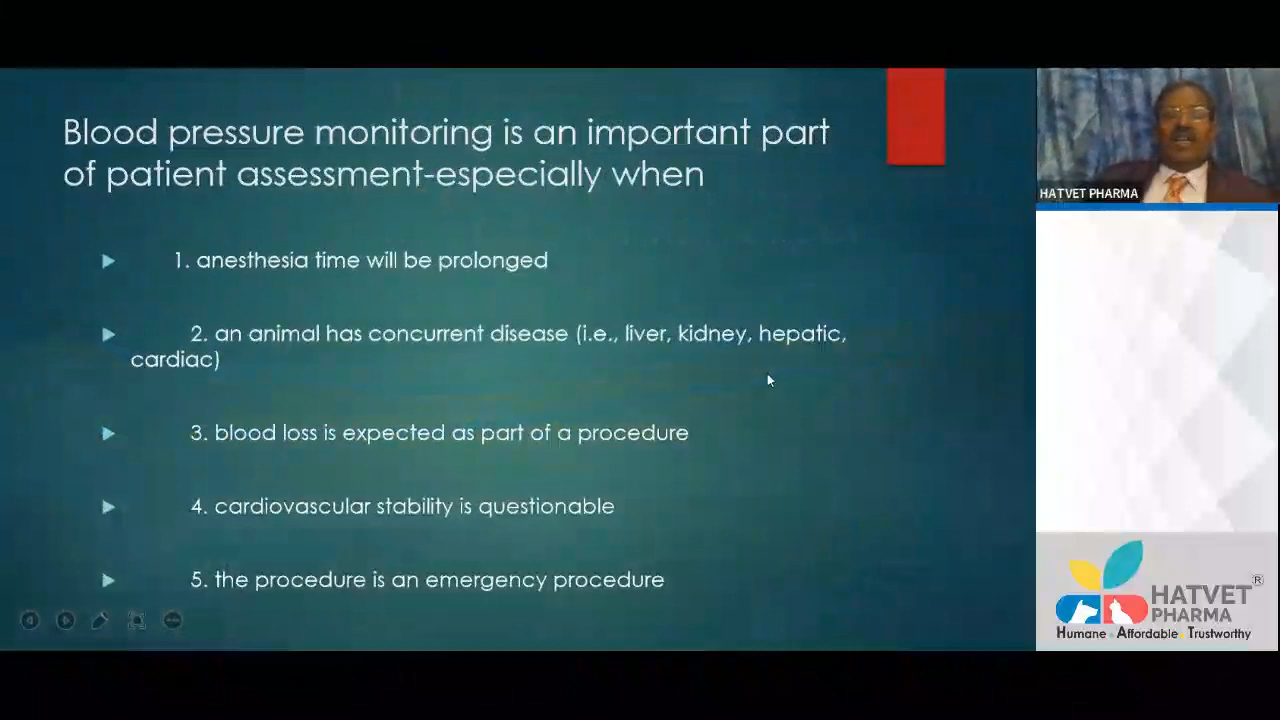 Blood pressure monitoring is an important part
of patient assessment-especially when
1. anesthesia time will be prolonged
2. an animal has concurrent disease (i.e., liver, kidney, hepatic,
cardiac)
3. blood loss is expected as part of a procedure
4. cardiovascular stability is questionable
5. the procedure is an emergency procedure
HATVET PHARMA
HATVET ®
PHARMA
Humane Affordable Trustworthy